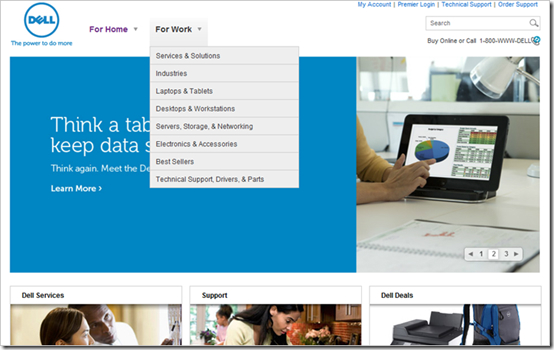 My Account | Premier Login | Technical Support | Order Support
DELL
The power to do more
For Home
For Work
Search
Buy Online or Call 1-800-WWW-DELL
Services & Solutions
Industries
Laptops & Tablets
Desktops & Workstations
Servers, Storage, & Networking
Electronics & Accessories
Best Sellers
Technical Support, Drivers, & Parts
Think a tab
keep data s
Think again. Meet the De
Learn More ›
1 2 3
Dell Services
Support
Dell Deals